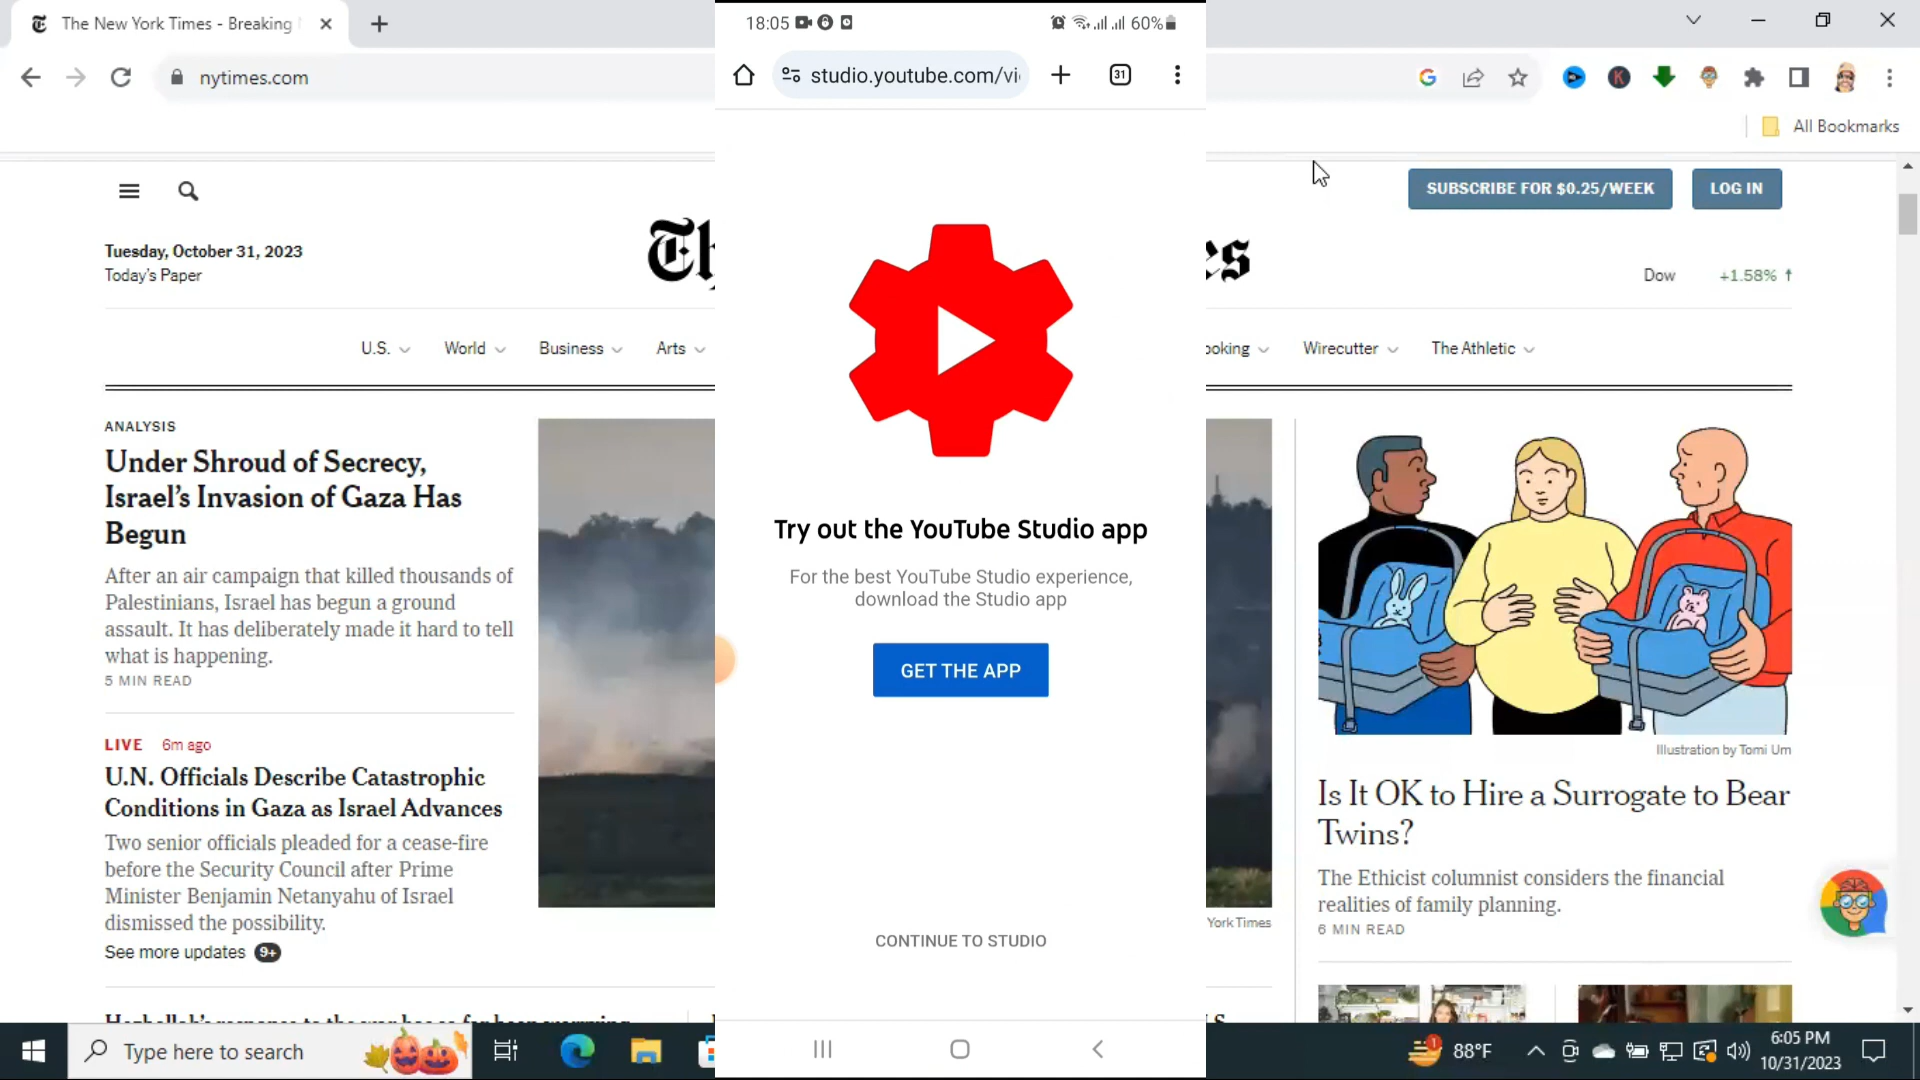 The New York Times - Breaking
nytimes.com
All Bookmarks
SUBSCRIBE FOR $0.25/WEEK
LOG IN
Tuesday, October 31, 2023
Today's Paper
Th
es
Dow +1.58% ↑
U.S. World Business Arts
ooking Wirecutter The Athletic
ANALYSIS
Under Shroud of Secrecy,
Israel's Invasion of Gaza Has
Begun
After an air campaign that killed thousands of
Palestinians, Israel has begun a ground
assault. It has deliberately made it hard to tell
what is happening.
5 MIN READ
LIVE 6m ago
U.N. Officials Describe Catastrophic
Conditions in Gaza as Israel Advances
Two senior officials pleaded for a cease-fire
before the Security Council after Prime
Minister Benjamin Netanyahu of Israel
dismissed the possibility.
See more updates 9+
18:05
60%
studio.youtube.com/vi
31
Try out the YouTube Studio app
For the best YouTube Studio experience,
download the Studio app
GET THE APP
CONTINUE TO STUDIO
York Times
Illustration by Tomi Um
Is It OK to Hire a Surrogate to Bear
Twins?
The Ethicist columnist considers the financial
realities of family planning.
6 MIN READ
Type here to search
1
88°F
6:05 PM
10/31/2023